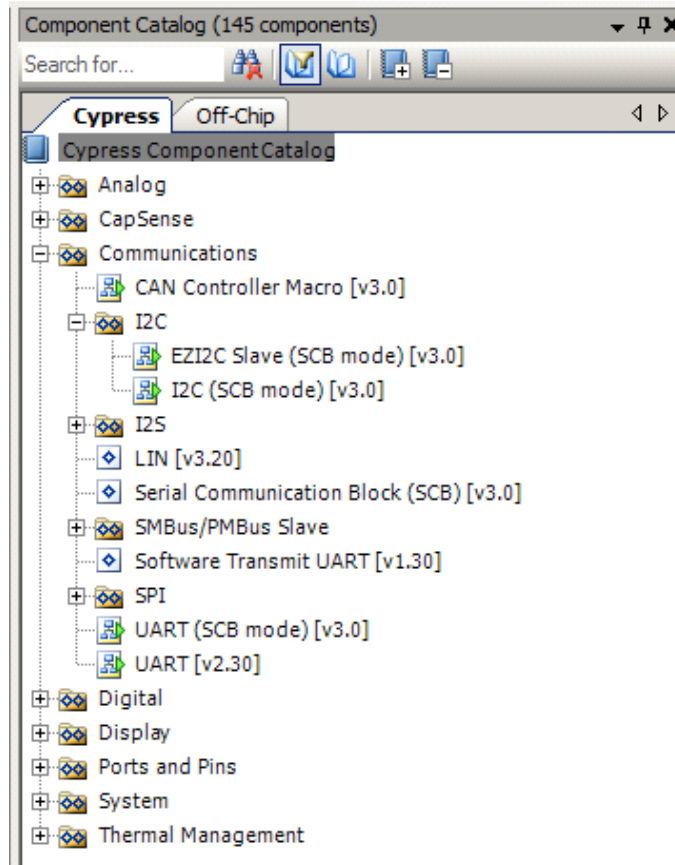 Component Catalog (145 components)
Search for...
Cypress Off-Chip
Cypress Component Catalog
Analog
CapSense
Communications
CAN Controller Macro [v3.0]
I2C
EZI2C Slave (SCB mode) [v3.0]
I2C (SCB mode) [v3.0]
I2S
LIN [v3.20]
Serial Communication Block (SCB) [v3.0]
SMBus/PMBus Slave
Software Transmit UART [v1.30]
SPI
UART (SCB mode) [v3.0]
UART [v2.30]
Digital
Display
Ports and Pins
System
Thermal Management